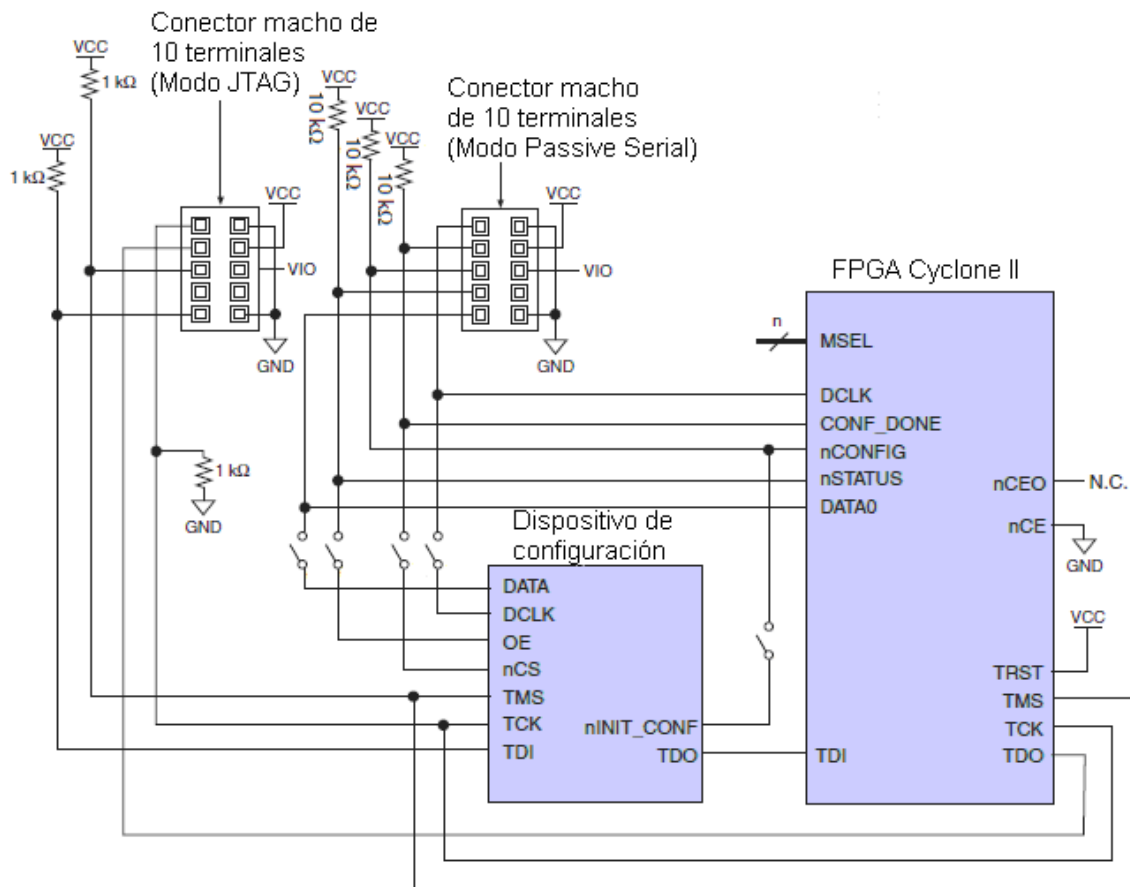 Conector macho de
10 terminales
(Modo JTAG)
VCC
1 kΩ
VCC
1 kΩ
VCC
10 kΩ
VCC
10 kΩ
VCC
10 kΩ
Conector macho
de 10 terminales
(Modo Passive Serial)
VCC
VIO
GND
VCC
VIO
GND
1 kΩ
GND
FPGA Cyclone II
n
MSEL
DCLK
CONF_DONE
nCONFIG
nSTATUS
DATA0
nCEO
N.C.
nCE
GND
VCC
TRST
TMS
TCK
TDO
TDI
Dispositivo de
configuración
DATA
DCLK
OE
nCS
TMS
TCK
TDI
nINIT_CONF
TDO